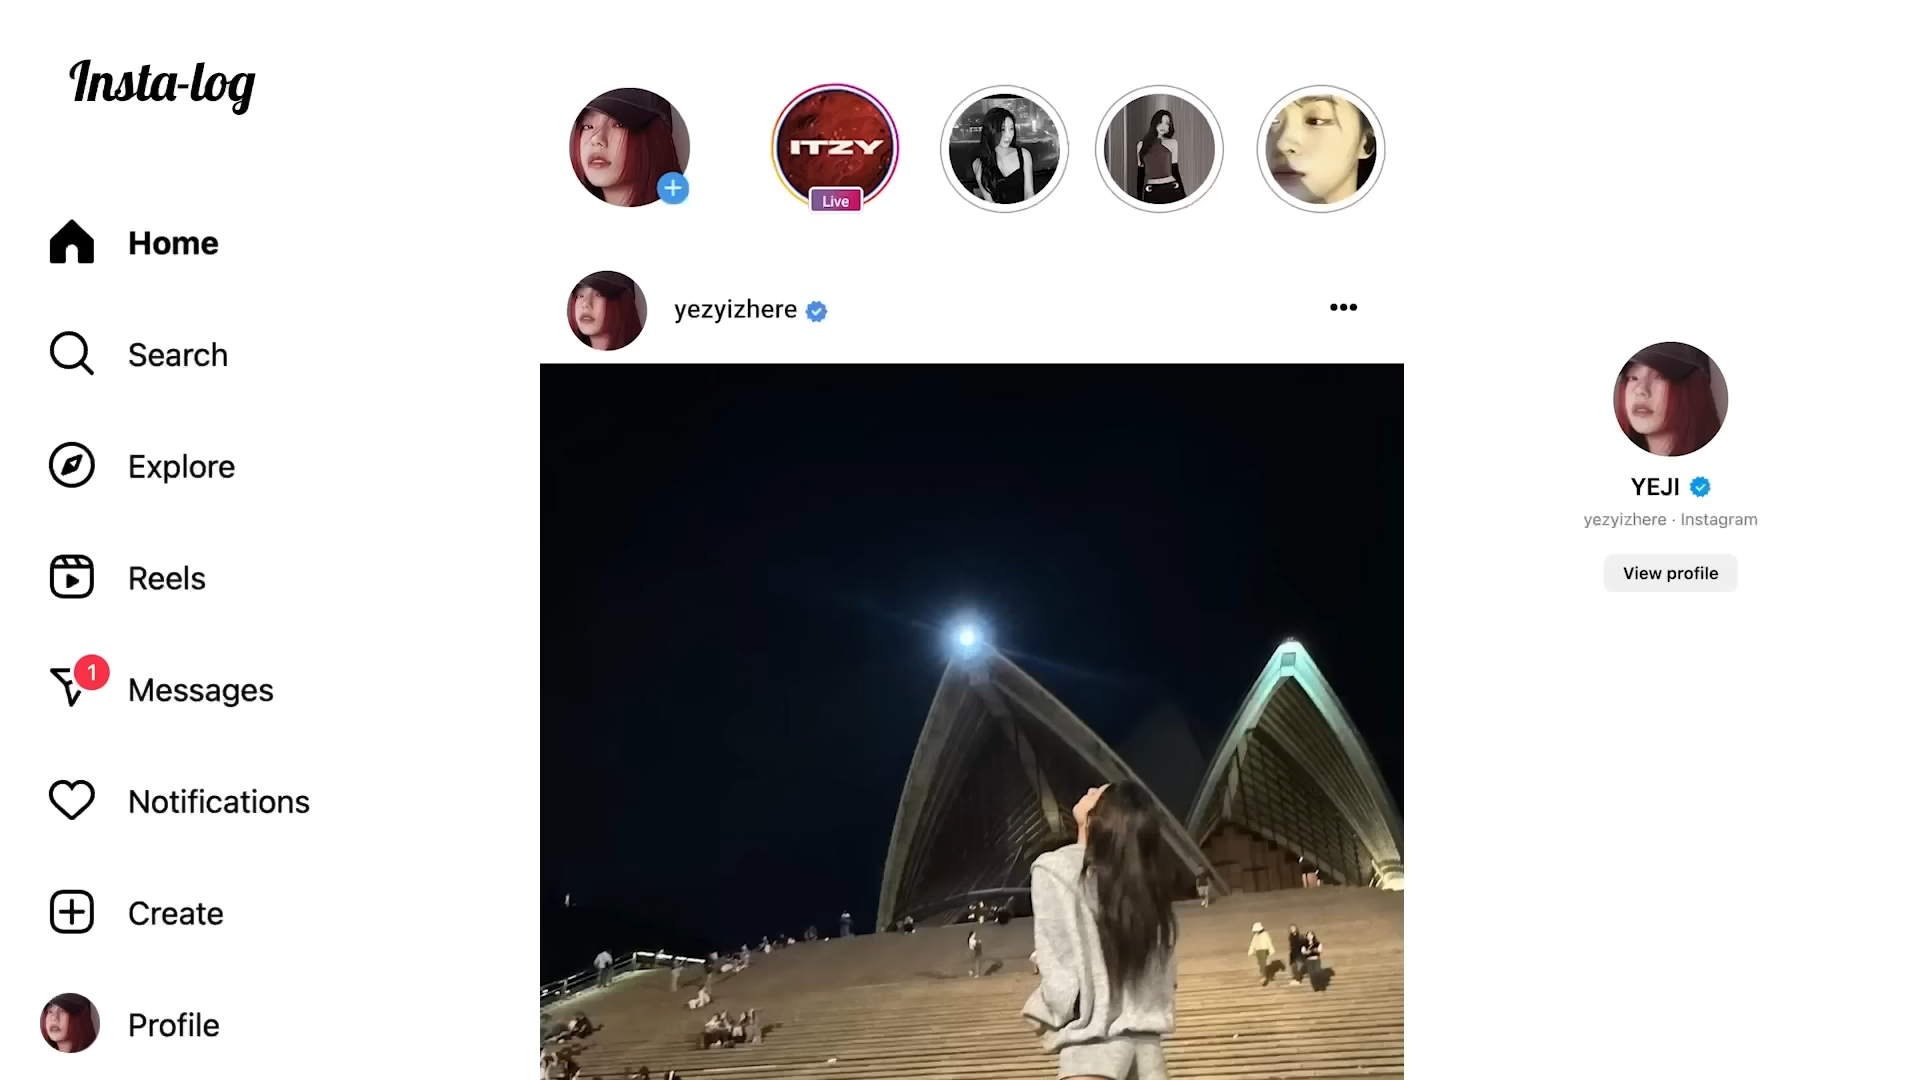 Insta-log
ITZY
Live
Home
yezyizhere
Search
Explore
YEJI
yezyizhere · Instagram
View profile
Reels
1
Messages
Notifications
Create
Profile